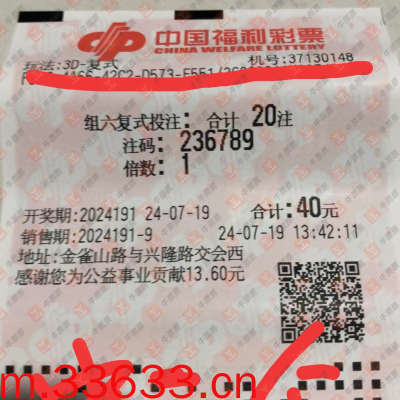 中国福利彩票
CHINA WELFARE LOTTERY
玩法:3D-复式 机号:37130148
组六复式投注: 合计 20注
注码: 236789
倍数: 1
开奖期:2024191 24-07-19 合计:40元
销售期:2024191-9 24-07-19 13:42:11
地址:金雀山路与兴隆路交会西
感谢您为公益事业贡献13.60元
m.33633.cn